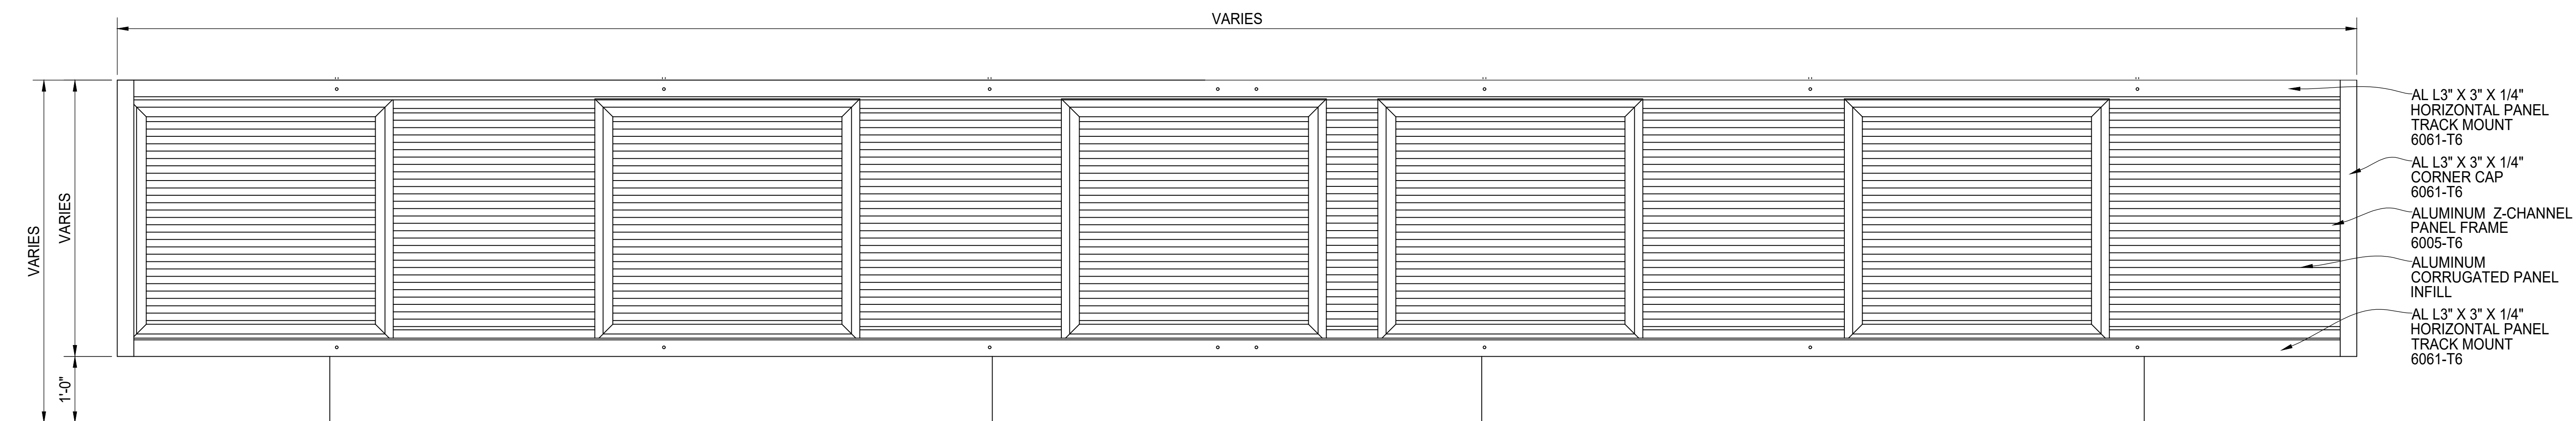 VARIES
VARIES
VARIES
1'-0"
AL L3" X 3" X 1/4"
HORIZONTAL PANEL
TRACK MOUNT
6061-T6
AL L3" X 3" X 1/4"
CORNER CAP
6061-T6
ALUMINUM Z-CHANNEL
PANEL FRAME
6005-T6
ALUMINUM
CORRUGATED PANEL
INFILL
AL L3" X 3" X 1/4"
HORIZONTAL PANEL
TRACK MOUNT
6061-T6